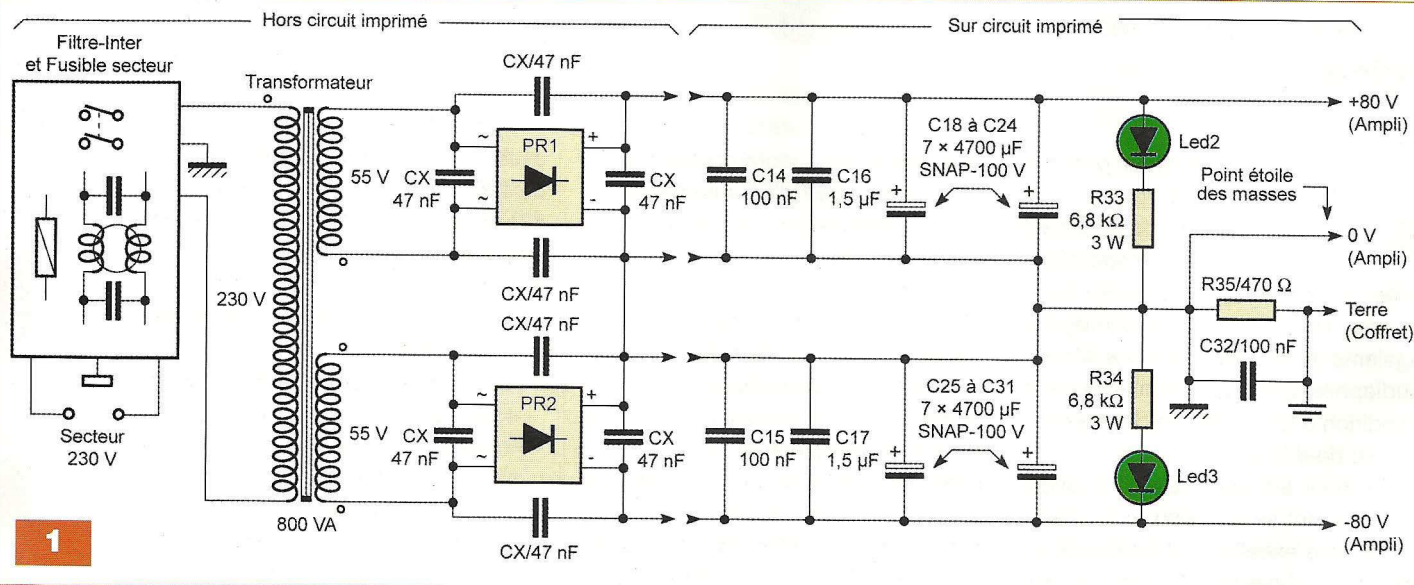 Hors circuit imprimé
Sur circuit imprimé
Filtre-Inter
et Fusible secteur
Transformateur
230 V
55 V
55 V
800 VA
Secteur
230 V
CX/47 nF
CX
47 nF
~
~
PR1
+
-
CX
47 nF
CX/47 nF
CX/47 nF
CX
47 nF
~
~
PR2
+
-
CX
47 nF
CX/47 nF
C14
100 nF
C16
1,5 µF
C18 à C24
7 × 4700 µF
SNAP-100 V
+
+
C15
100 nF
C17
1,5 µF
C25 à C31
7 × 4700 µF
SNAP-100 V
+
+
Led2
R33
6,8 kΩ
3 W
R34
6,8 kΩ
3 W
Led3
+80 V
(Ampli)
Point étoile
des masses
0 V
(Ampli)
R35/470 Ω
Terre
(Coffret)
C32/100 nF
-80 V
(Ampli)
1